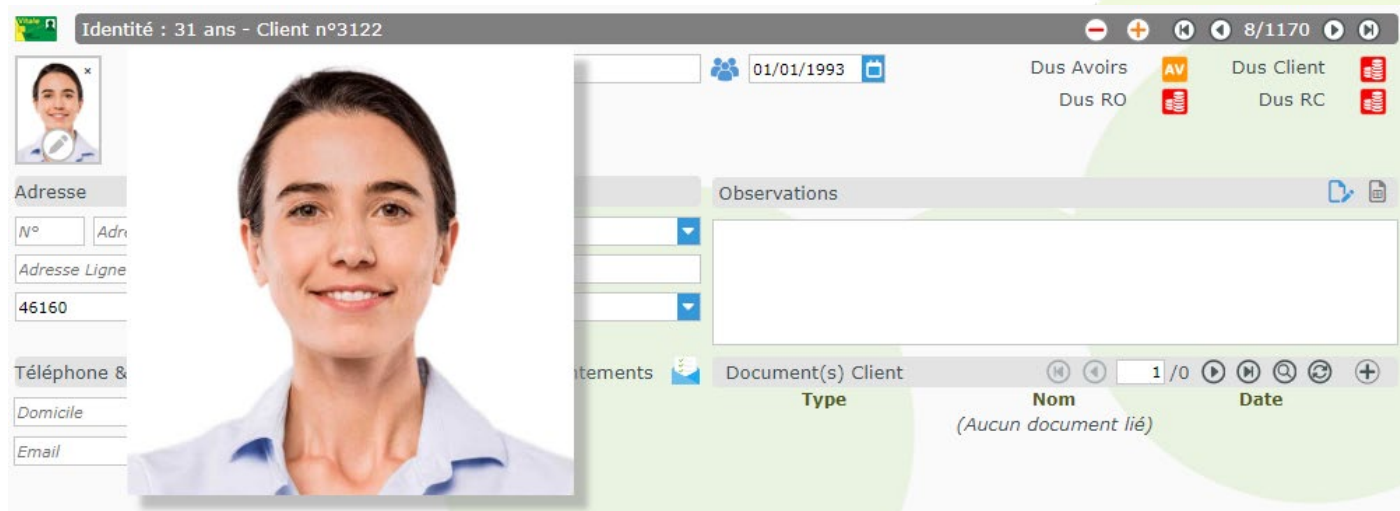 Vitale
Identité : 31 ans - Client n°3122
8/1170
01/01/1993
Dus Avoirs
AV
Dus Client
Dus RO
Dus RC
Adresse
Observations
N°
Adresse Ligne
46160
Téléphone &
Document(s) Client
1 /0
Domicile
Type Nom Date
(Aucun document lié)
Email